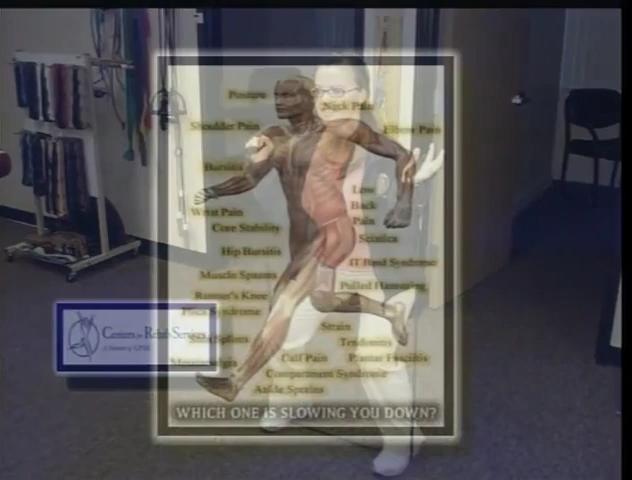 Posture
Neck Pain
Shoulder Pain
Elbow Pain
Bursitis
Low
Back
Pain
Wrist Pain
Core Stability
Sciatica
Hip Bursitis
IT Band Syndrome
Muscle Spasms
Pulled Hamstring
Runner's Knee
Syndrome
Strain
Centers for Rehab Services
Splints
Tendonitis
Calf Pain
Plantar Fasciitis
Compartment Syndrome
Ankle Sprains
WHICH ONE IS SLOWING YOU DOWN?